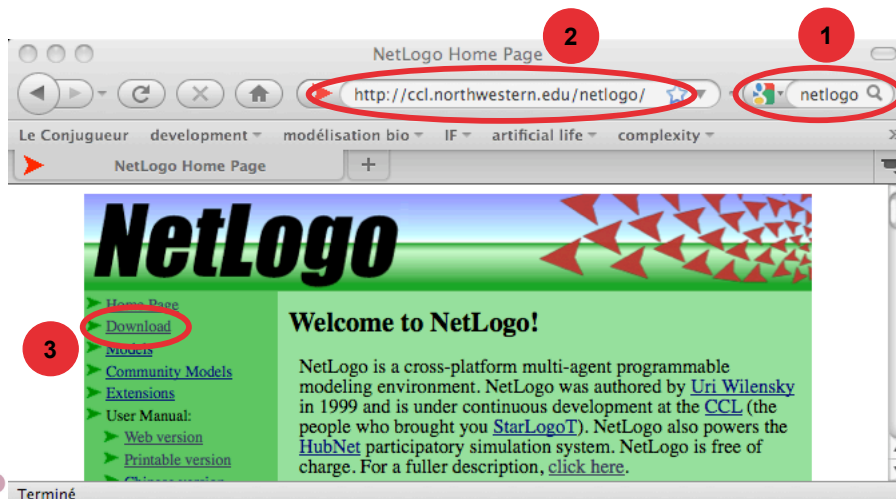 1
2
NetLogo Home Page
http://ccl.northwestern.edu/netlogo/
netlogo
Le Conjugueur development modélisation bio IF artificial life complexity
NetLogo Home Page
NetLogo
Home Page
Download
3
Models
Community Models
Extensions
User Manual:
Web version
Printable version
Chinese version
Welcome to NetLogo!
NetLogo is a cross-platform multi-agent programmable
modeling environment. NetLogo was authored by Uri Wilensky
in 1999 and is under continuous development at the CCL (the
people who brought you StarLogoT). NetLogo also powers the
HubNet participatory simulation system. NetLogo is free of
charge. For a fuller description, click here.
Terminé